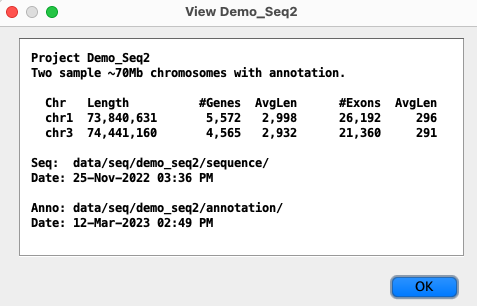 View Demo_Seq2
Project Demo_Seq2
Two sample ~70Mb chromosomes with annotation.
Chr Length #Genes AvgLen #Exons AvgLen
chr1 73,840,631 5,572 2,998 26,192 296
chr3 74,441,160 4,565 2,932 21,360 291
Seq: data/seq/demo_seq2/sequence/
Date: 25-Nov-2022 03:36 PM
Anno: data/seq/demo_seq2/annotation/
Date: 12-Mar-2023 02:49 PM
OK